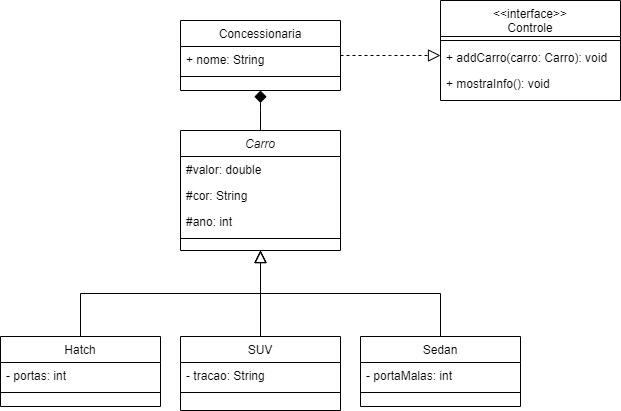 <<interface>>
Controle
+ addCarro(carro: Carro): void
+ mostraInfo(): void
Concessionaria
+ nome: String
Carro
#valor: double
#cor: String
#ano: int
Hatch
- portas: int
SUV
- tracao: String
Sedan
- portaMalas: int